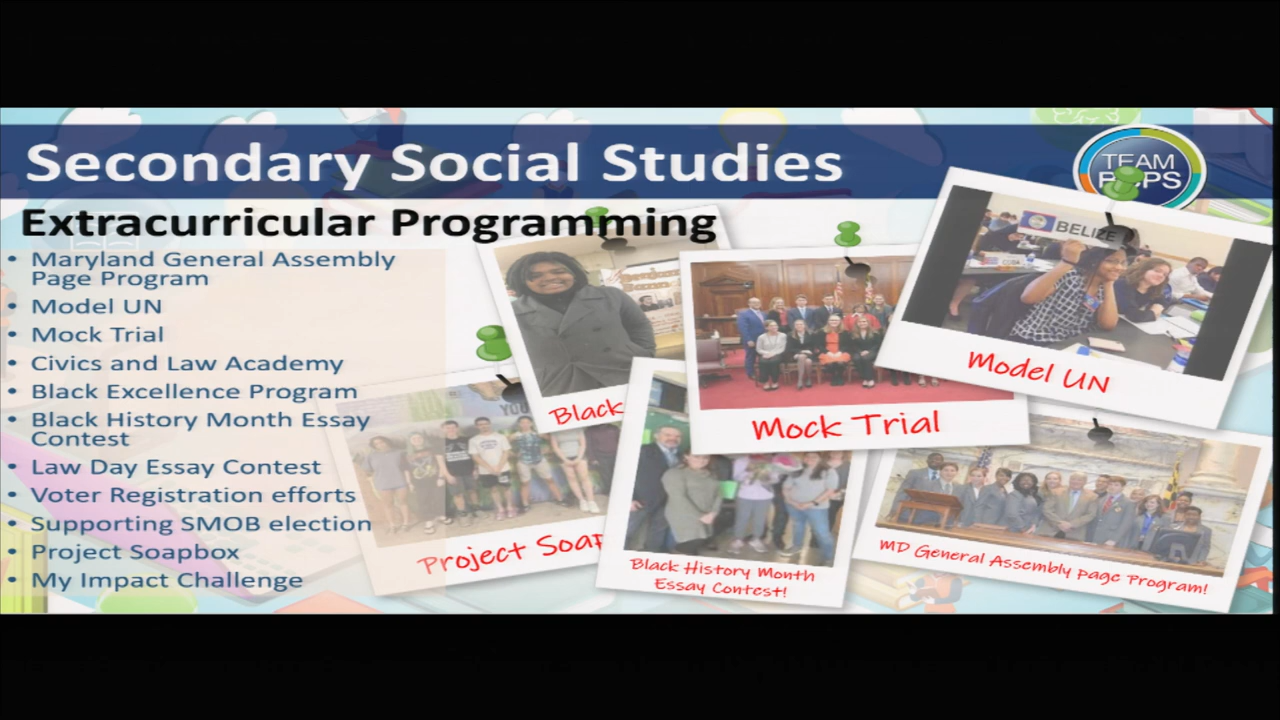 Secondary Social Studies
TEAM
Extracurricular Programming
• Maryland General Assembly
Page Program
• Model UN
• Mock Trial
• Civics and Law Academy
• Black Excellence Program
• Black History Month Essay
Contest
• Law Day Essay Contest
• Voter Registration efforts
• Supporting SMOB election
• Project Soapbox
• My Impact Challenge
BELIZE
Model UN
Black
Mock Trial
Project Soap
Black History Month
Essay Contest!
MD General Assembly page Program!